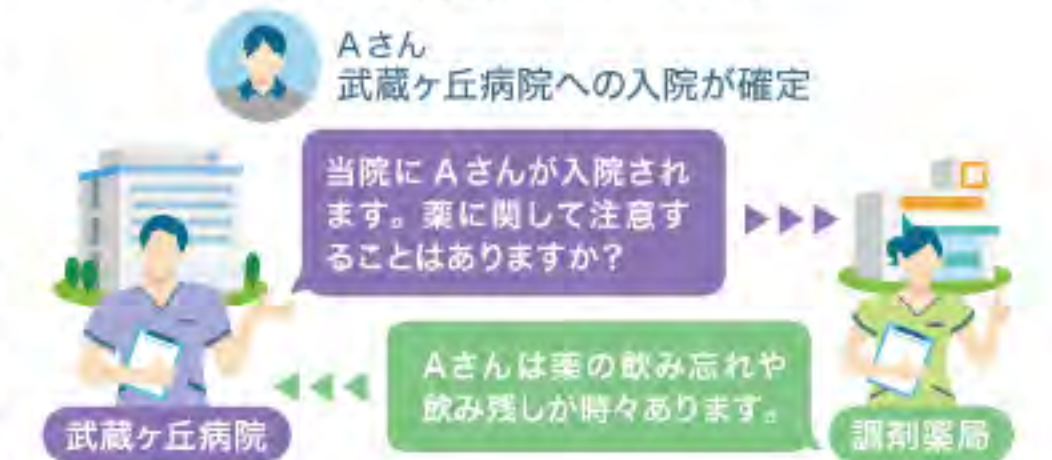 Aさん
武蔵ヶ丘病院への入院が確定
当院に Aさんが入院され
ます。薬に関して注意す
ることはありますか？
Aさんは薬の飲み忘れや
飲み残しが時々あります。
武蔵ヶ丘病院
調剤薬局